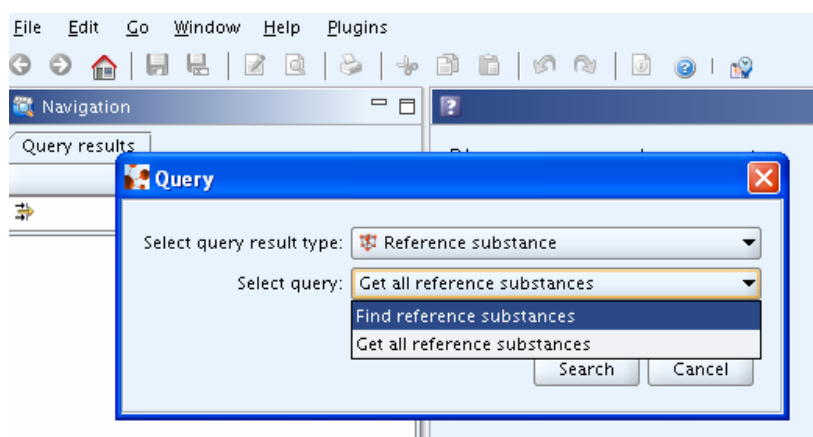 File Edit Go Window Help Plugins
Navigation
Query results
Query
Select query result type: Reference substance
Select query: Get all reference substances
Find reference substances
Get all reference substances
Search Cancel